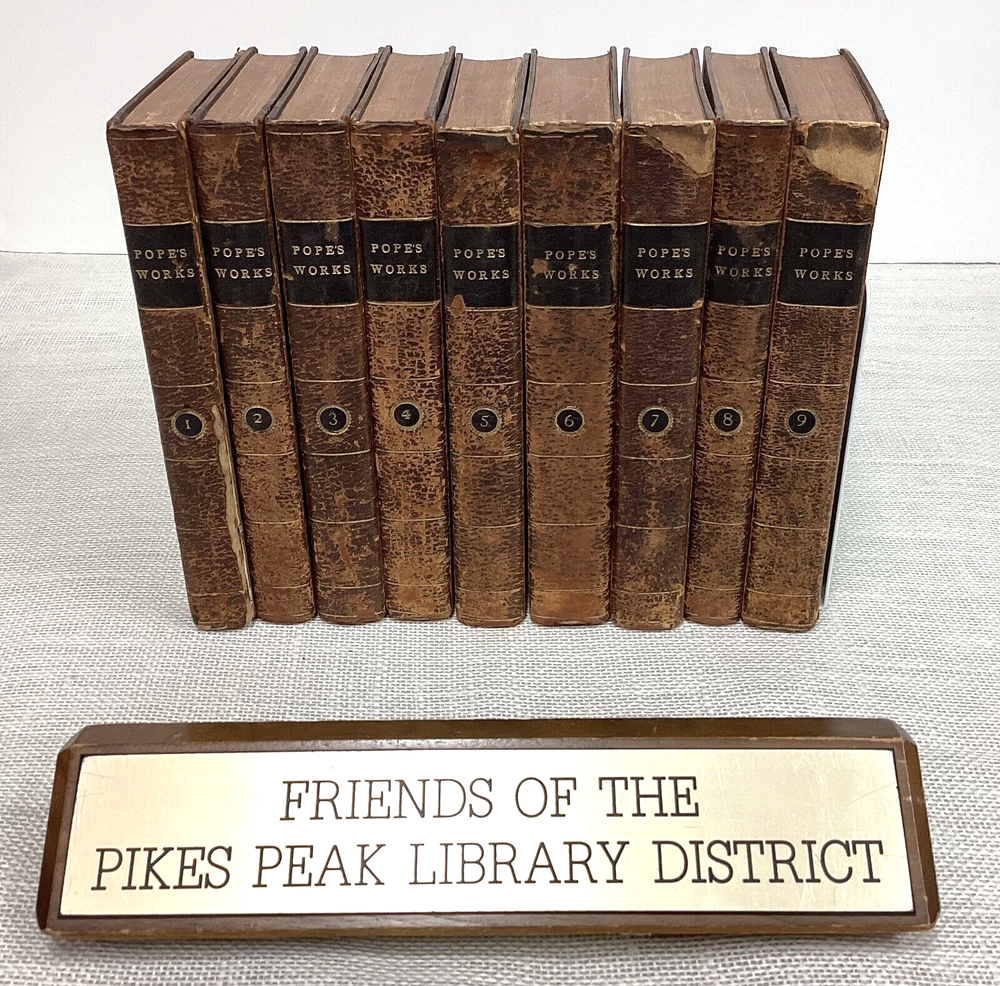 POPE'S
WORKS
1
POPE'S
WORKS
2
POPE'S
WORKS
3
POPE'S
WORKS
4
POPE'S
WORKS
5
POPE'S
WORKS
6
POPE'S
WORKS
7
POPE'S
WORKS
8
POPE'S
WORKS
9
FRIENDS OF THE
PIKES PEAK LIBRARY DISTRICT